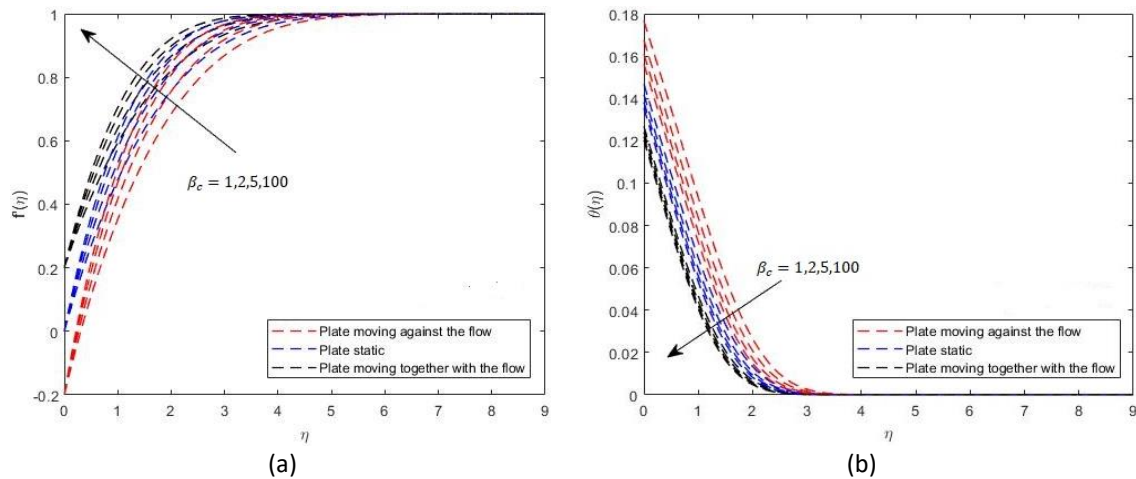 1
0.8
0.6
0.4
0.2
0
-0.2
f'(η)
β_c = 1,2,5,100
Plate moving against the flow
Plate static
Plate moving together with the flow
0 1 2 3 4 5 6 7 8 9
η
(a)
0.18
0.16
0.14
0.12
0.1
0.08
0.06
0.04
0.02
0
θ(η)
β_c = 1,2,5,100
Plate moving against the flow
Plate static
Plate moving together with the flow
0 1 2 3 4 5 6 7 8 9
η
(b)